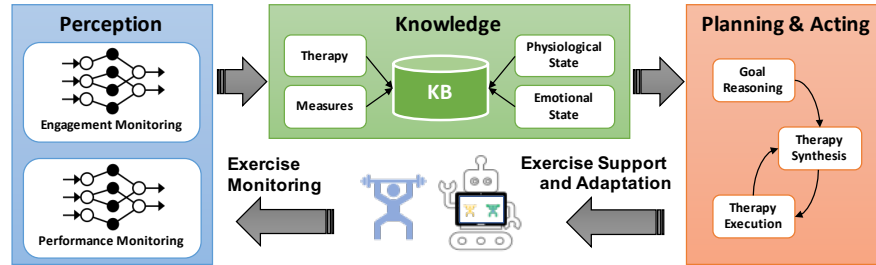 Perception
Engagement Monitoring
Performance Monitoring
Knowledge
Therapy
Measures
KB
Physiological
State
Emotional
State
Planning & Acting
Goal
Reasoning
Therapy
Synthesis
Therapy
Execution
Exercise
Monitoring
Exercise Support
and Adaptation